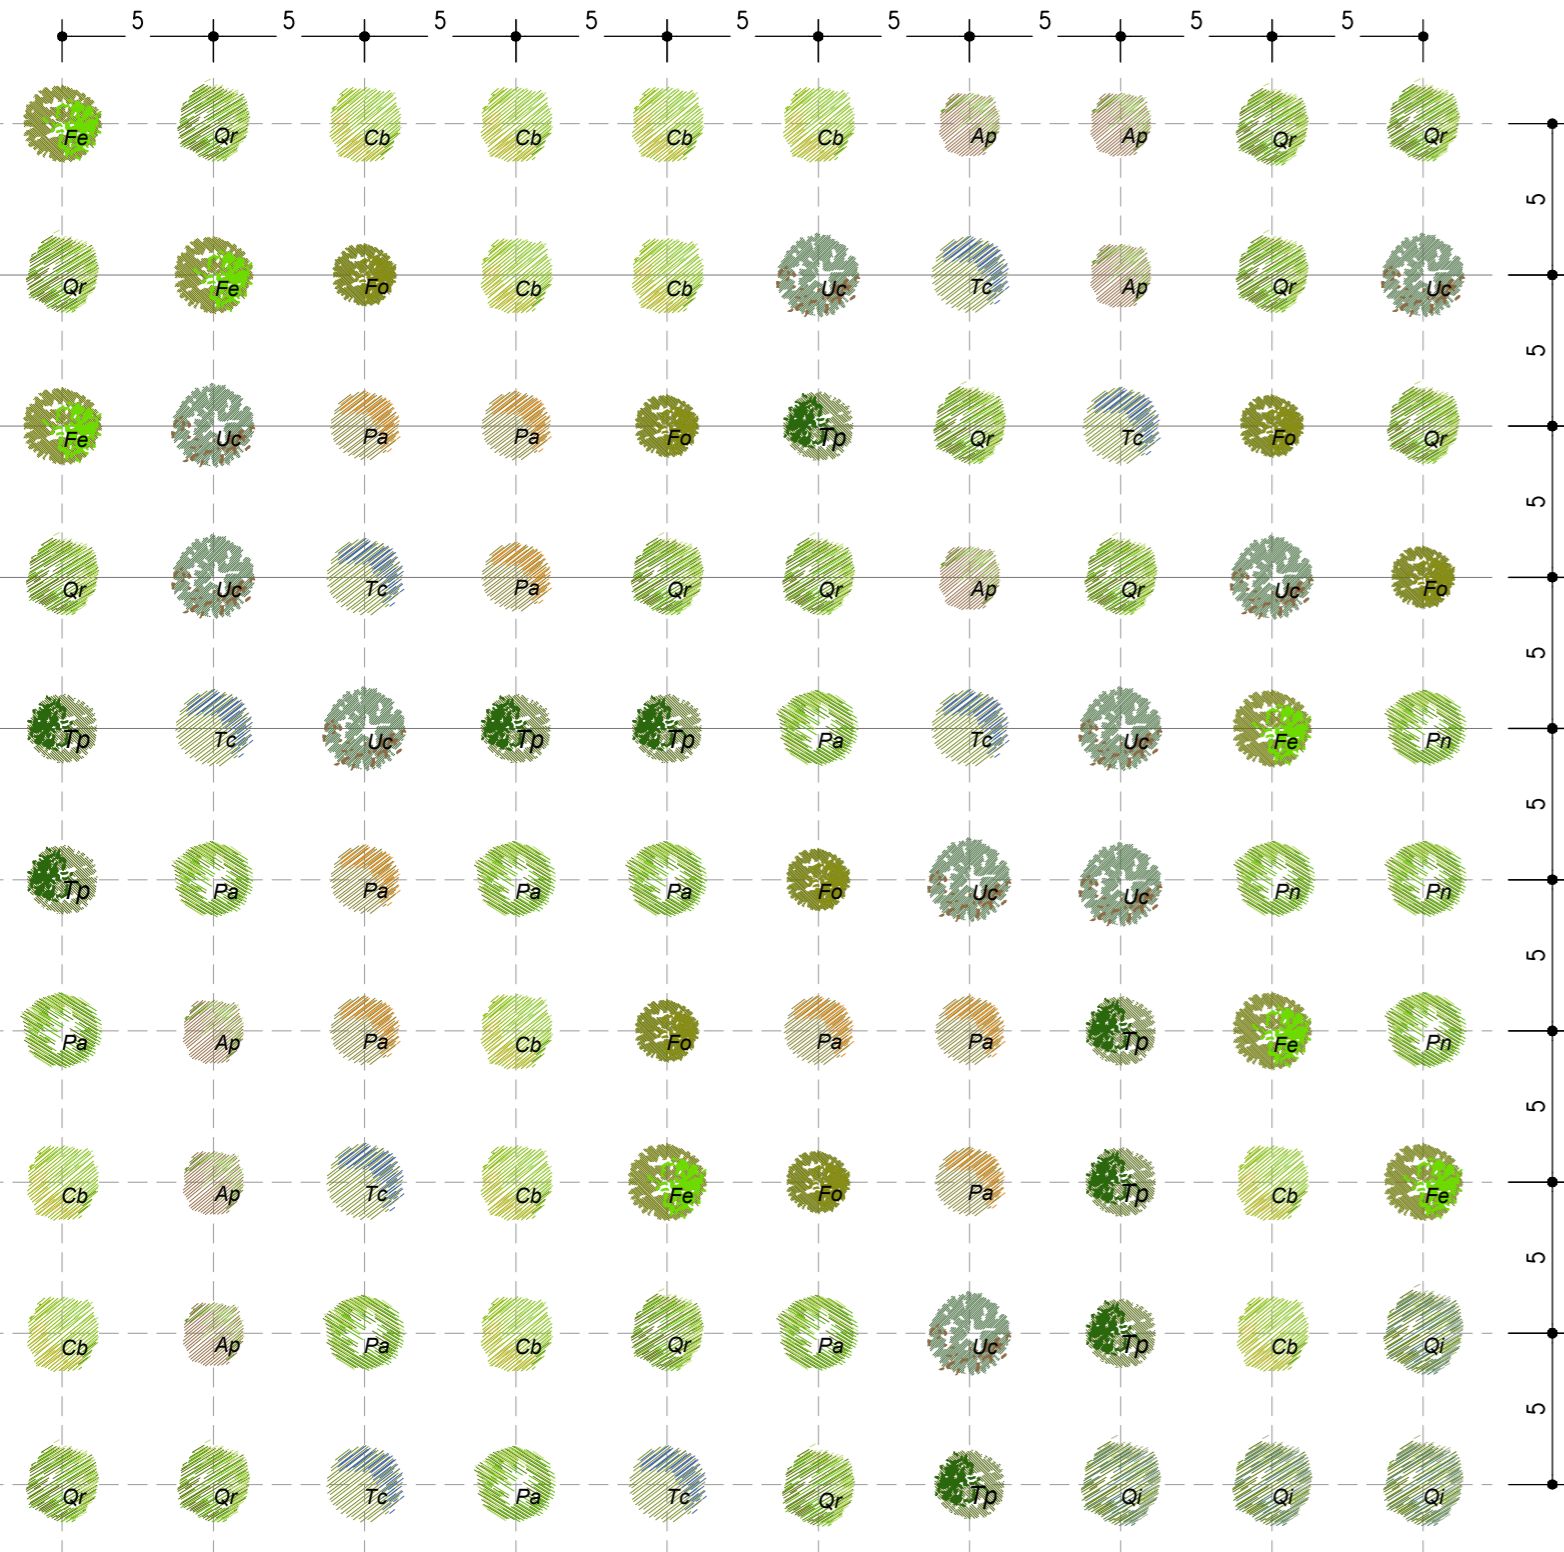 5 5 5 5 5 5 5 5 5
Fe Qr Cb Cb Cb Cb Ap Ap Qr Qr
5
Qr Fe Fo Cb Cb Uc Tc Ap Qr Uc
5
Fe Uc Pa Pa Fo Tp Qr Tc Fo Qr
5
Qr Uc Tc Pa Qr Qr Ap Qr Uc Fo
5
Tp Tc Uc Tp Tp Pa Tc Uc Fe Pn
5
Tp Pa Pa Pa Pa Fo Uc Uc Pn Pn
5
Pa Ap Pa Cb Fo Pa Pa Tp Fe Pn
5
Cb Ap Tc Cb Fe Fo Pa Tp Cb Fe
5
Cb Ap Pa Cb Qr Pa Uc Tp Cb Qi
5
Qr Qr Tc Pa Tc Qr Tp Qi Qi Qi